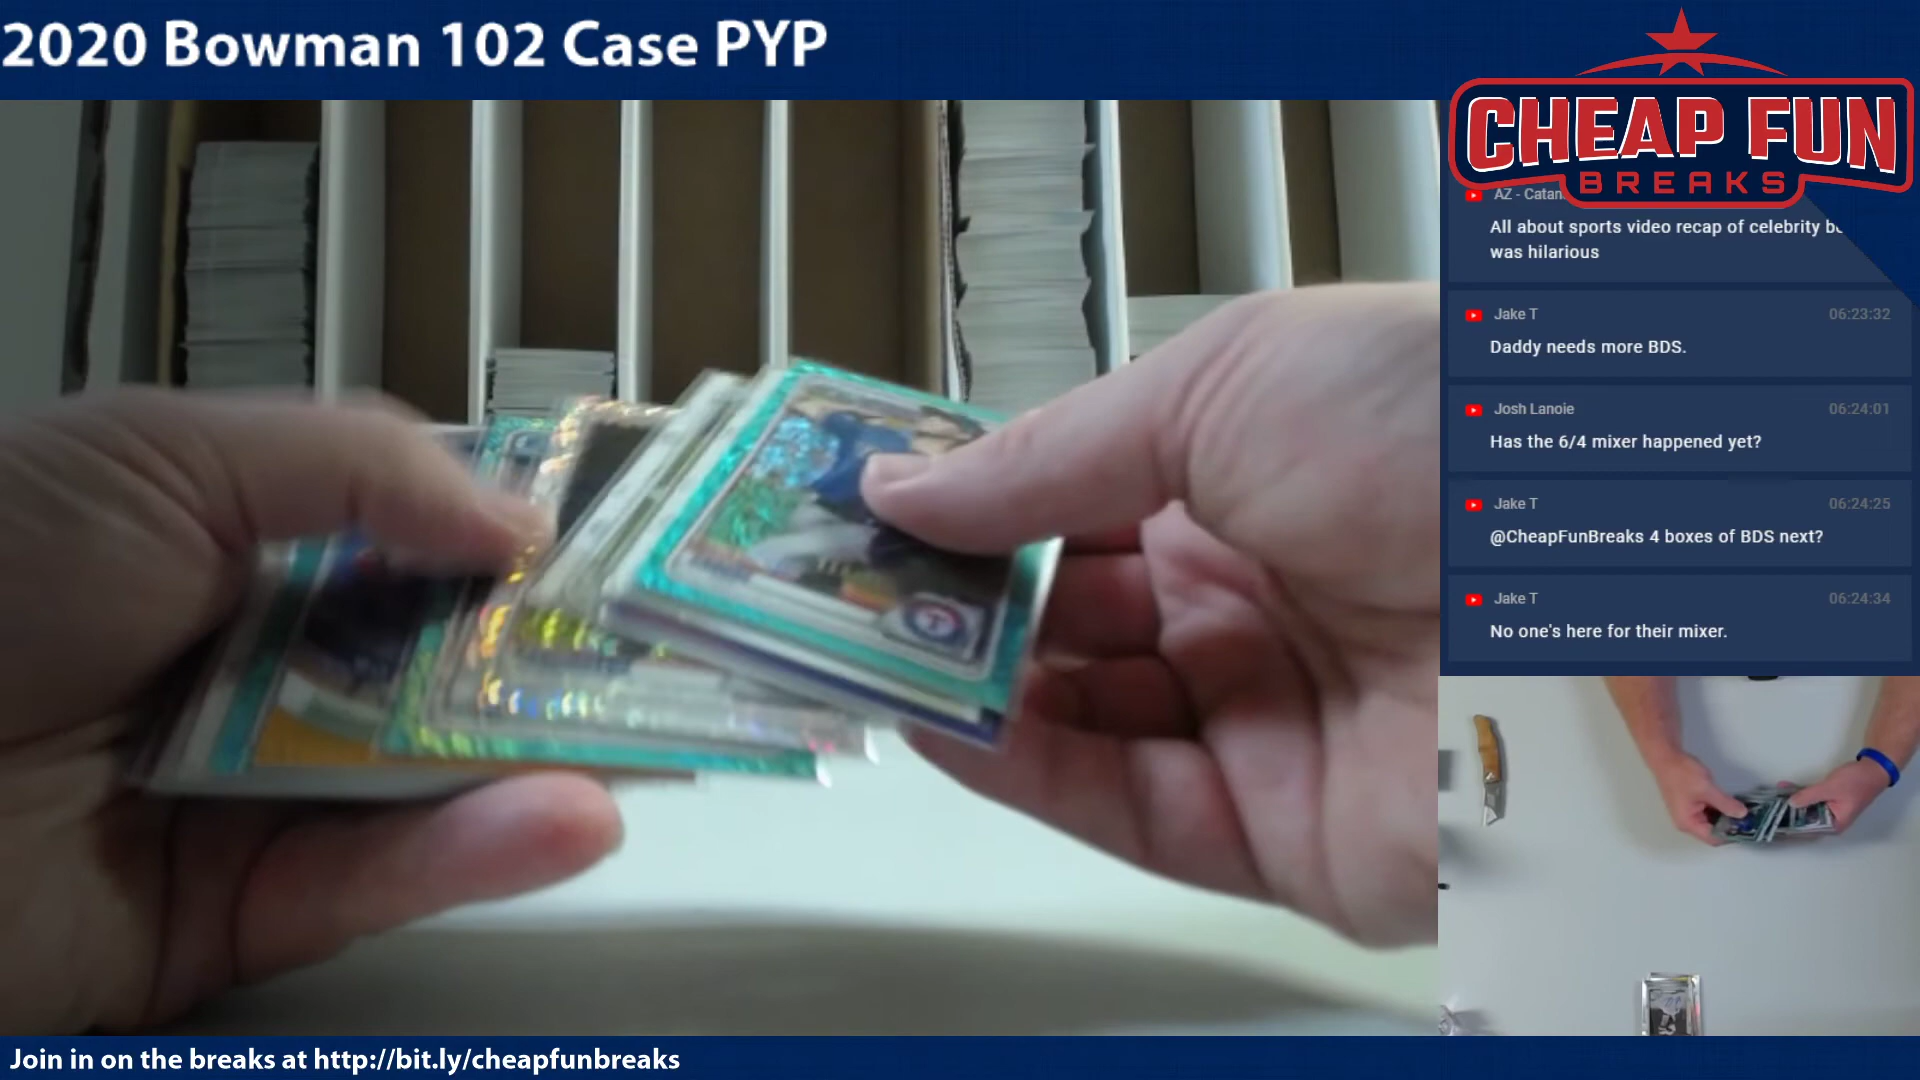 2020 Bowman 102 Case PYP
CHEAP FUN
BREAKS
AZ - Catan
All about sports video recap of celebrity
was hilarious
Jake T 06:23:32
Daddy needs more BDS.
Josh Lanoie 06:24:01
Has the 6/4 mixer happened yet?
Jake T 06:24:25
@CheapFunBreaks 4 boxes of BDS next?
Jake T 06:24:34
No one's here for their mixer.
T
Join in on the breaks at http://bit.ly/cheapfunbreaks